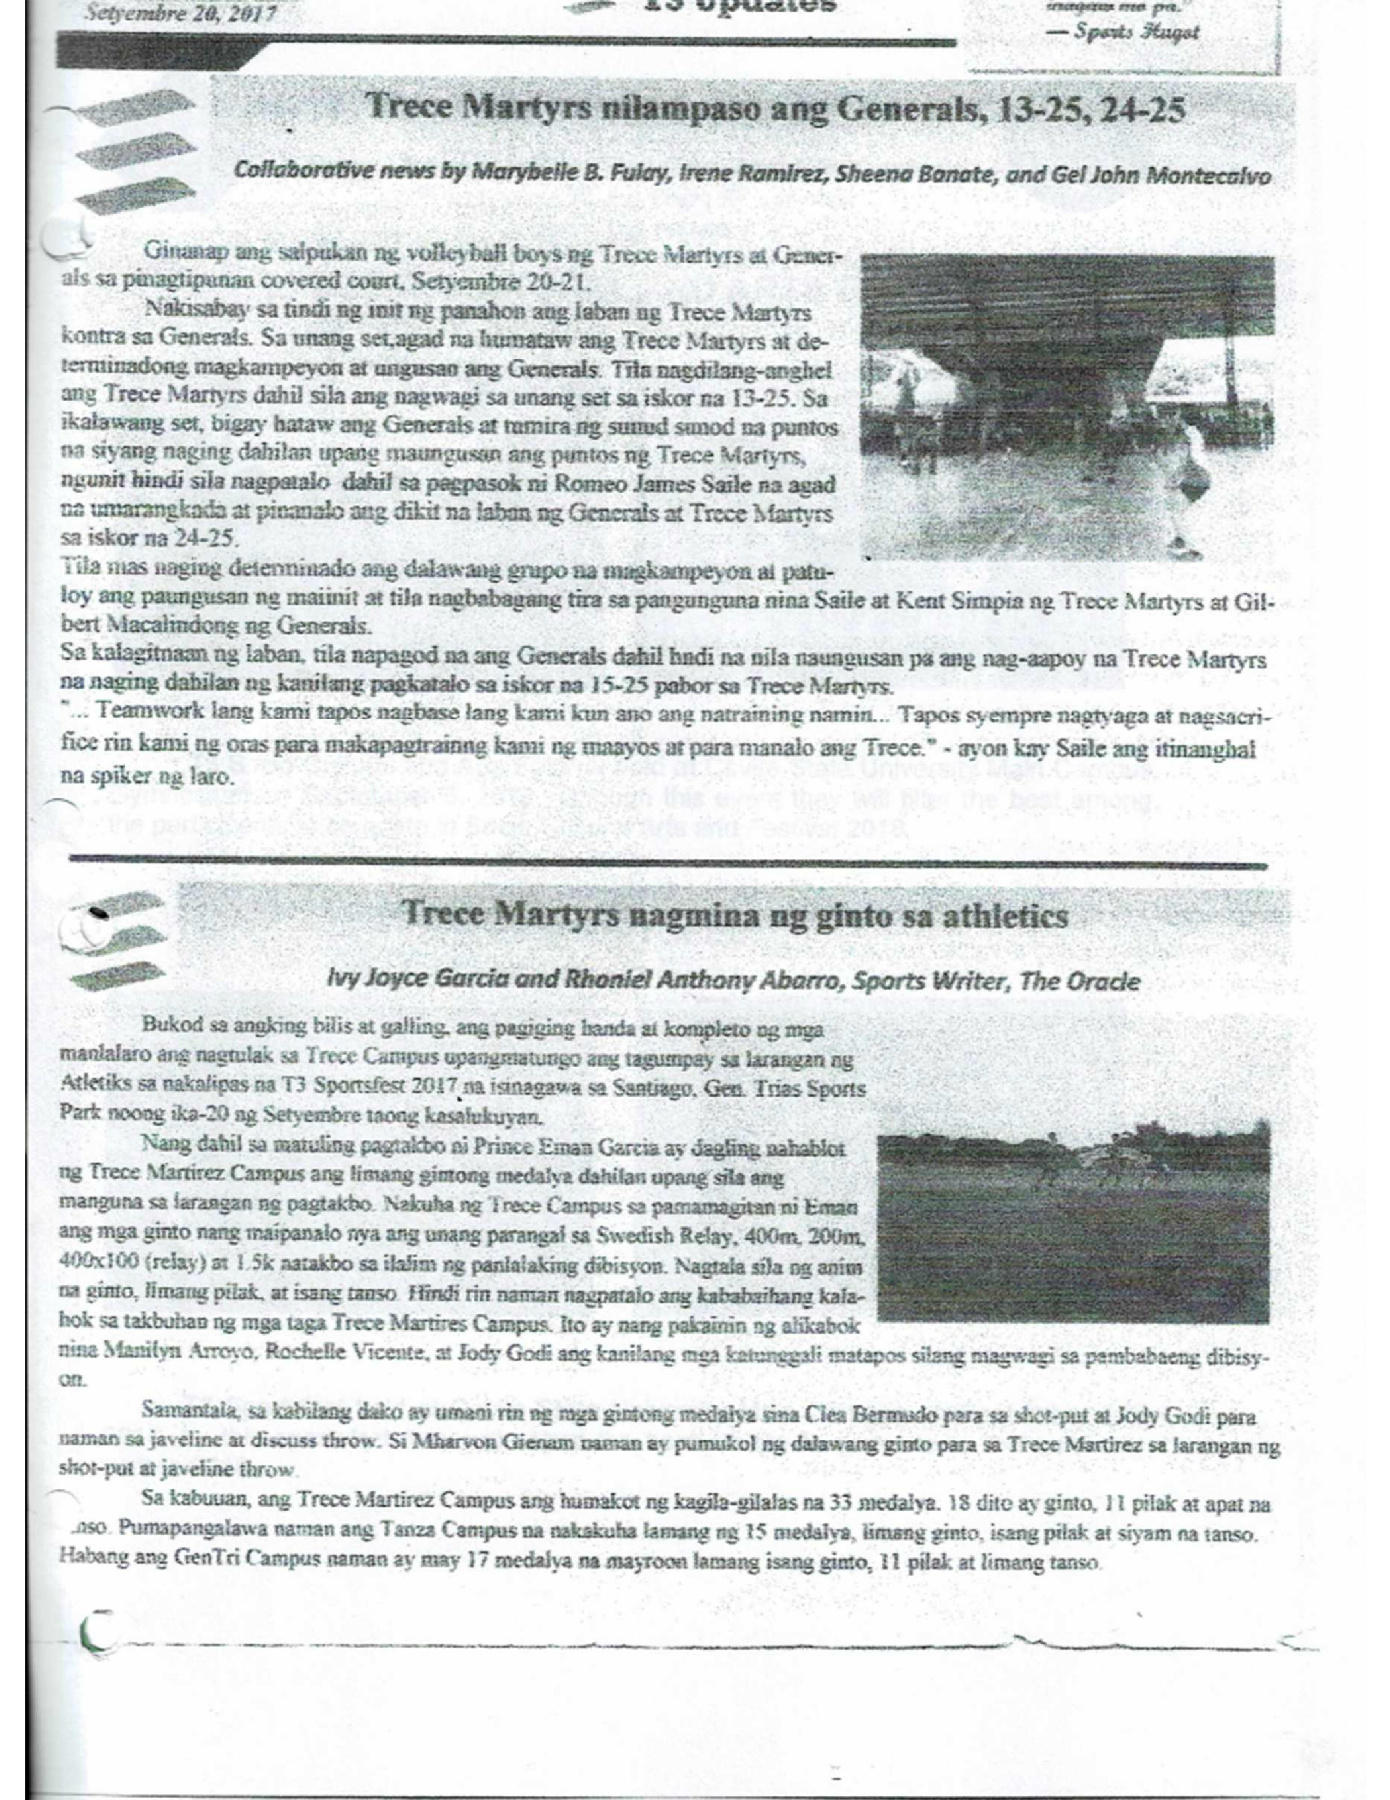 Setyembre 20, 2017
Updates
imagine mo pa."
— Sports Hugot
Trece Martyrs nilampaso ang Generals, 13-25, 24-25
Collaborative news by Marybelle B. Fulay, Irene Ramirez, Sheena Banate, and Gel John Montecalvo
Ginanap ang salpukan ng volleyball boys ng Trece Martyrs at Gener-
als sa pinagtipunan covered court, Setyembre 20-21.
Nakisabay sa tindi ng init ng panahon ang laban ng Trece Martyrs
kontra sa Generals. Sa unang set,agad na humataw ang Trece Martyrs at de-
terminadong magkampeyon at ungusan ang Generals. Tila nagdilang-anghel
ang Trece Martyrs dahil sila ang nagwagi sa unang set sa iskor na 13-25. Sa
ikalawang set, bigay hataw ang Generals at tumira ng sunud sunod na puntos
na siyang naging dahilan upang maungusan ang puntos ng Trece Martyrs,
ngunit hindi sila nagpatalo dahil sa pagpasok ni Romeo James Saile na agad
na umarangkada at pinanalo ang dikit na laban ng Generals at Trece Martyrs
sa iskor na 24-25.
Tila mas naging determinado ang dalawang grupo na magkampeyon at patu-
loy ang paungusan ng maiinit at tila nagbabagang tira sa pangunguna nina Saile at Kent Simpia ng Trece Martyrs at Gil-
bert Macalindong ng Generals.
Sa kalagitnaan ng laban, tila napagod na ang Generals dahil hndi na nila naungusan pa ang nag-aapoy na Trece Martyrs
na naging dahilan ng kanilang pagkatalo sa iskor na 15-25 pabor sa Trece Martyrs.
"... Teamwork lang kami tapos nagbase lang kami kun ano ang natraining namin... Tapos syempre nagtyaga at nagsacri-
fice rin kami ng oras para makapagtrainng kami ng maayos at para manalo ang Trece." - ayon kay Saile ang itinanghal
na spiker ng laro.
Trece Martyrs nagmina ng ginto sa athletics
Ivy Joyce Garcia and Rhoniel Anthony Abarro, Sports Writer, The Oracle
Bukod sa angking bilis at galling, ang pagiging handa at kompleto ng mga
manlalaro ang nagtulak sa Trece Campus upangmatungo ang tagumpay sa larangan ng
Atletiks sa nakalipas na T3 Sportsfest 2017 na isinagawa sa Santiago, Gen. Trias Sports
Park noong ika-20 ng Setyembre taong kasalukuyan.
Nang dahil sa matuling pagtakbo ni Prince Eman Garcia ay dagling nahablot
ng Trece Martirez Campus ang limang gintong medalya dahilan upang sila ang
manguna sa larangan ng pagtakbo. Nakuha ng Trece Campus sa pamamagitan ni Eman
ang mga ginto nang maipanalo nya ang unang parangal sa Swedish Relay, 400m, 200m,
400x100 (relay) at 1.5k natakbo sa ilalim ng panlalaking dibisyon. Nagtala sila ng anim
na ginto, limang pilak, at isang tanso. Hindi rin naman nagpatalo ang kababaihang kala-
hok sa takbuhan ng mga taga Trece Martires Campus. Ito ay nang pakainin ng alikabok
nina Manilyn Arroyo, Rochelle Vicente, at Jody Godi ang kanilang mga katunggali matapos silang magwagi sa pambabaeng dibisy-
on.
Samantala, sa kabilang dako ay umani rin ng mga gintong medalya sina Clea Bermudo para sa shot-put at Jody Godi para
naman sa javeline at discuss throw. Si Mharvon Gienam naman ay pumukol ng dalawang ginto para sa Trece Martirez sa larangan ng
shot-put at javeline throw.
Sa kabuuan, ang Trece Martirez Campus ang humakot ng kagila-gilalas na 33 medalya. 18 dito ay ginto, 11 pilak at apat na
nso. Pumapangalawa naman ang Tanza Campus na nakakuha lamang ng 15 medalya, limang ginto, isang pilak at siyam na tanso.
Habang ang GenTri Campus naman ay may 17 medalya na mayroon lamang isang ginto, 11 pilak at limang tanso.